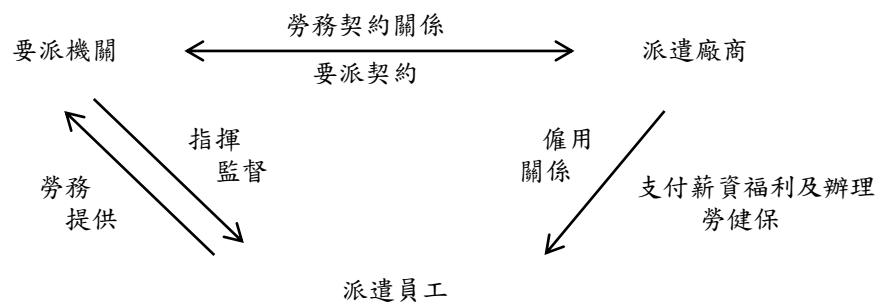 勞務契約關係
要派機關
派遣廠商
要派契約
指揮
監督
僱用
關係
勞務
提供
支付薪資福利及辦理
勞健保
派遣員工